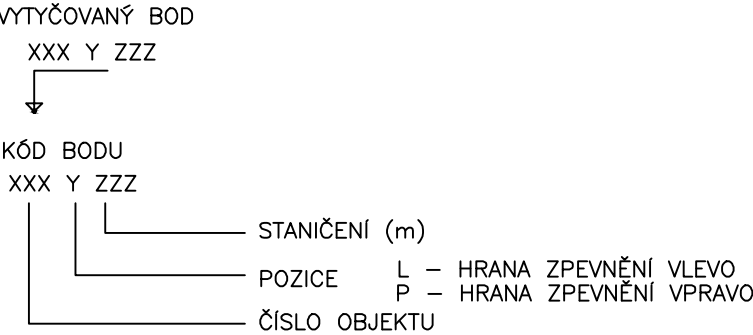 VYTYČOVANÝ BOD
XXX Y ZZZ
KÓD BODU
XXX Y ZZZ
STANIČENÍ (m)
POZICE L – HRANA ZPEVNĚNÍ VLEVO
P – HRANA ZPEVNĚNÍ VPRAVO
ČÍSLO OBJEKTU